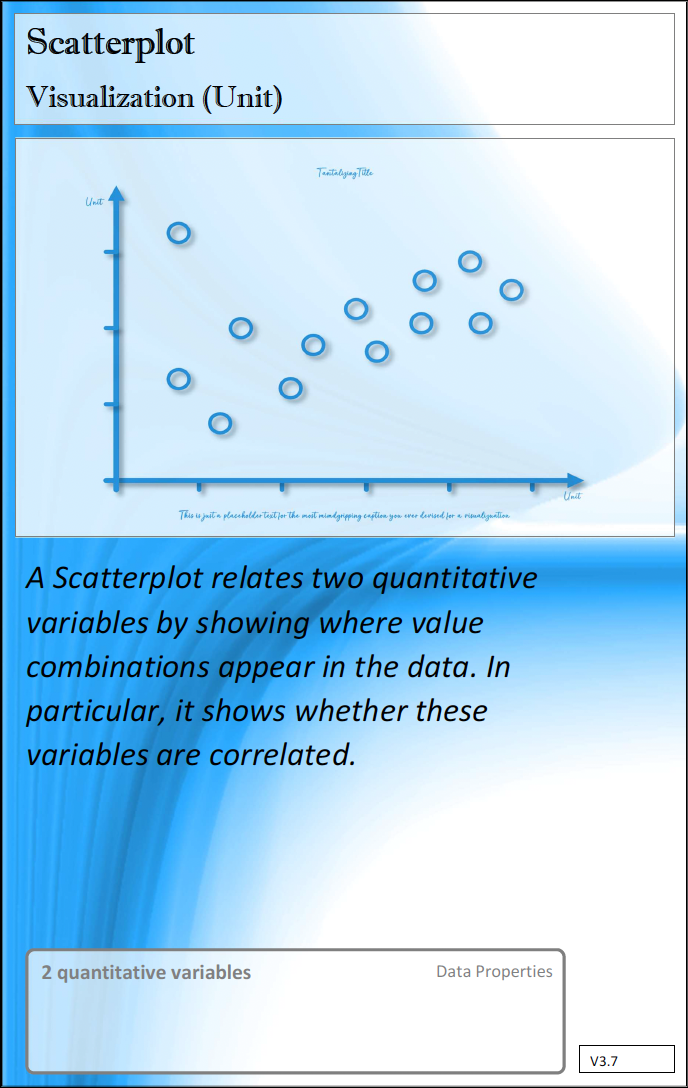 Scatterplot
Visualization (Unit)
Tantalizing Title
Unit
Unit
This is just a placeholder text for the most mindgripping caption you ever devised for a visualization
A Scatterplot relates two quantitative
variables by showing where value
combinations appear in the data. In
particular, it shows whether these
variables are correlated.
2 quantitative variables
Data Properties
V3.7